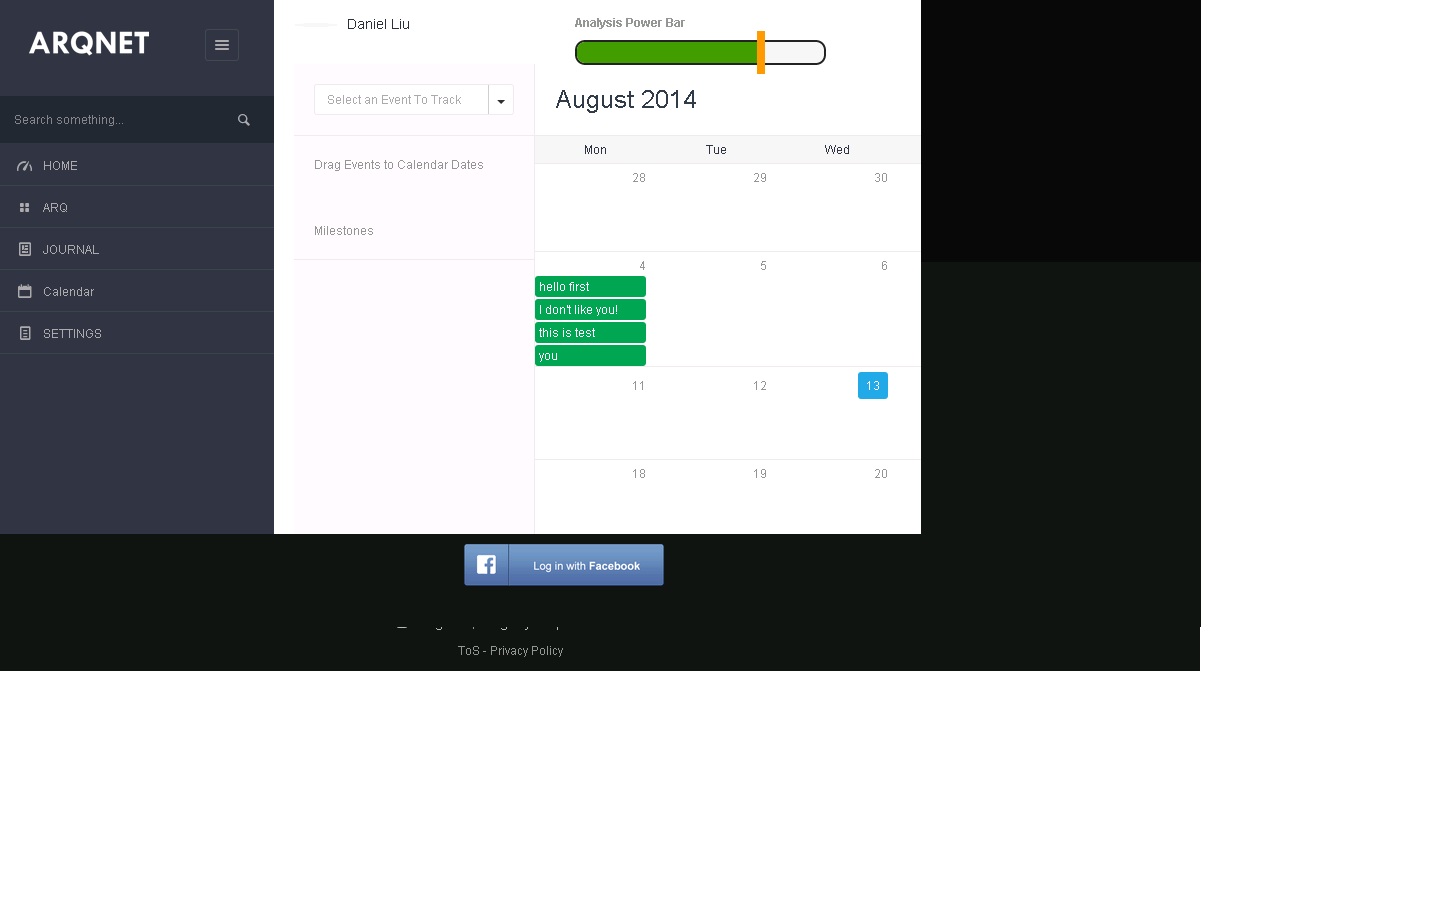 ARQNET
Search something...
HOME
ARQ
JOURNAL
Calendar
SETTINGS
Daniel Liu
Analysis Power Bar
Select an Event To Track
Drag Events to Calendar Dates
Milestones
August 2014
Mon Tue Wed
28 29 30
4 5 6
hello first
I don't like you!
this is test
you
11 12 13
18 19 20
Log in with Facebook
ToS - Privacy Policy